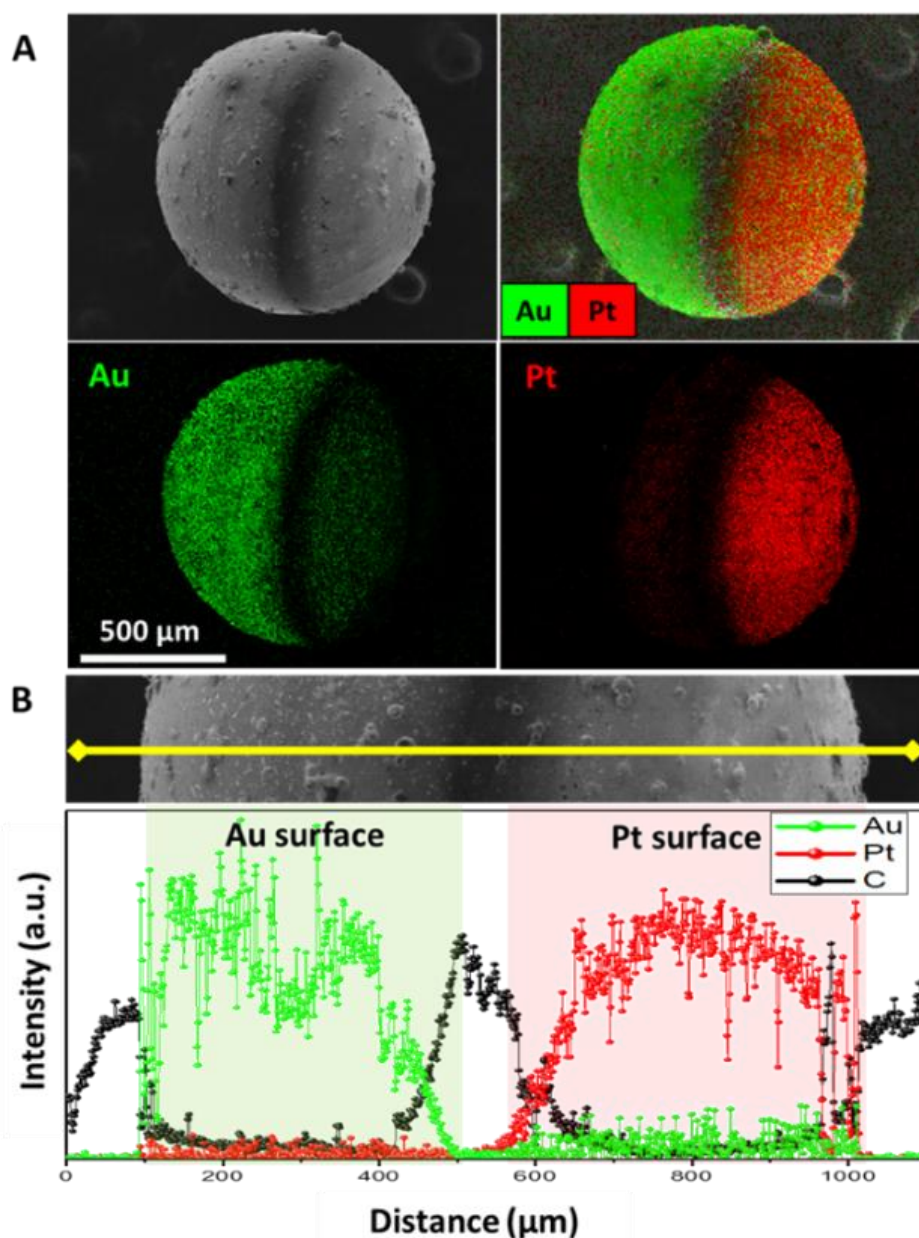 A
Au Pt
Au
Pt
500 µm
B
Au surface
Pt surface
Au
Pt
C
Intensity (a.u.)
0 200 400 600 800 1000
Distance (µm)